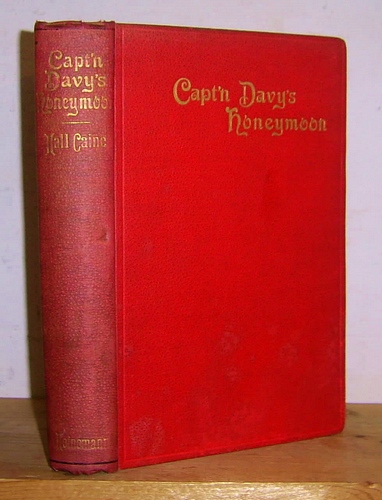 Capt'n
Davy's
Honeymoon
Hall Caine
Heinemann
Capt'n Davy's
Honeymoon